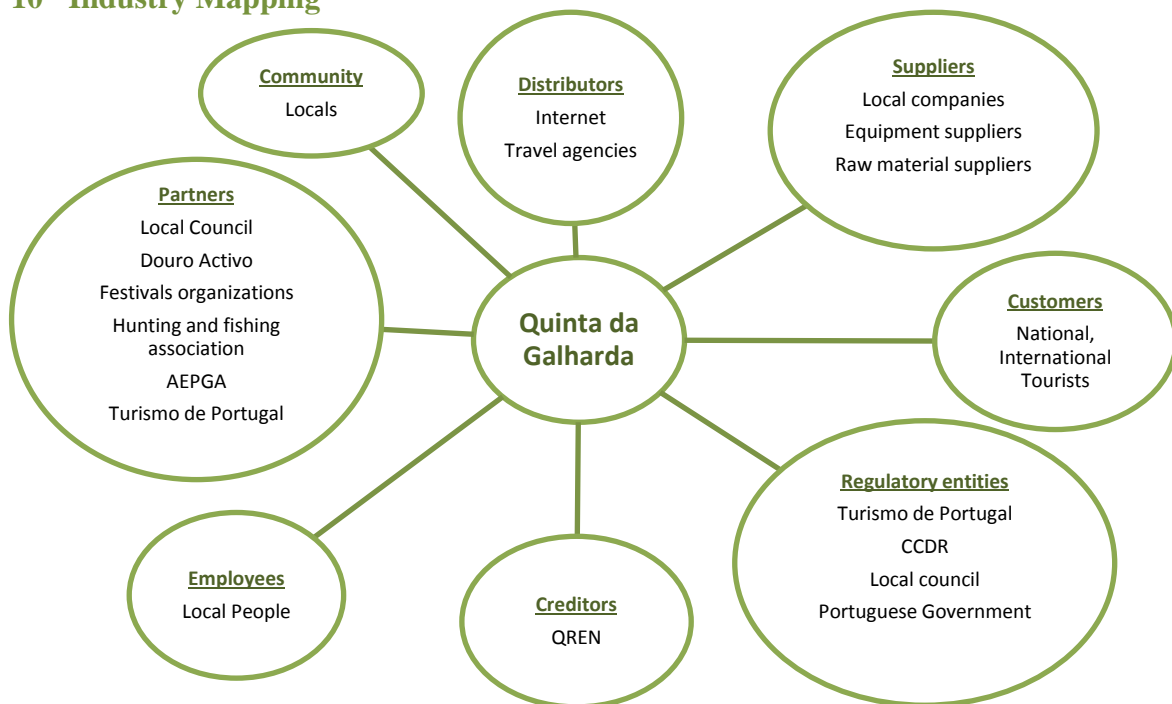 10 Industry Mapping
Community
Locals
Distributors
Internet
Travel agencies
Suppliers
Local companies
Equipment suppliers
Raw material suppliers
Partners
Local Council
Douro Activo
Festivals organizations
Hunting and fishing
association
AEPGA
Turismo de Portugal
Quinta da
Galharda
Customers
National,
International
Tourists
Employees
Local People
Creditors
QREN
Regulatory entities
Turismo de Portugal
CCDR
Local council
Portuguese Government